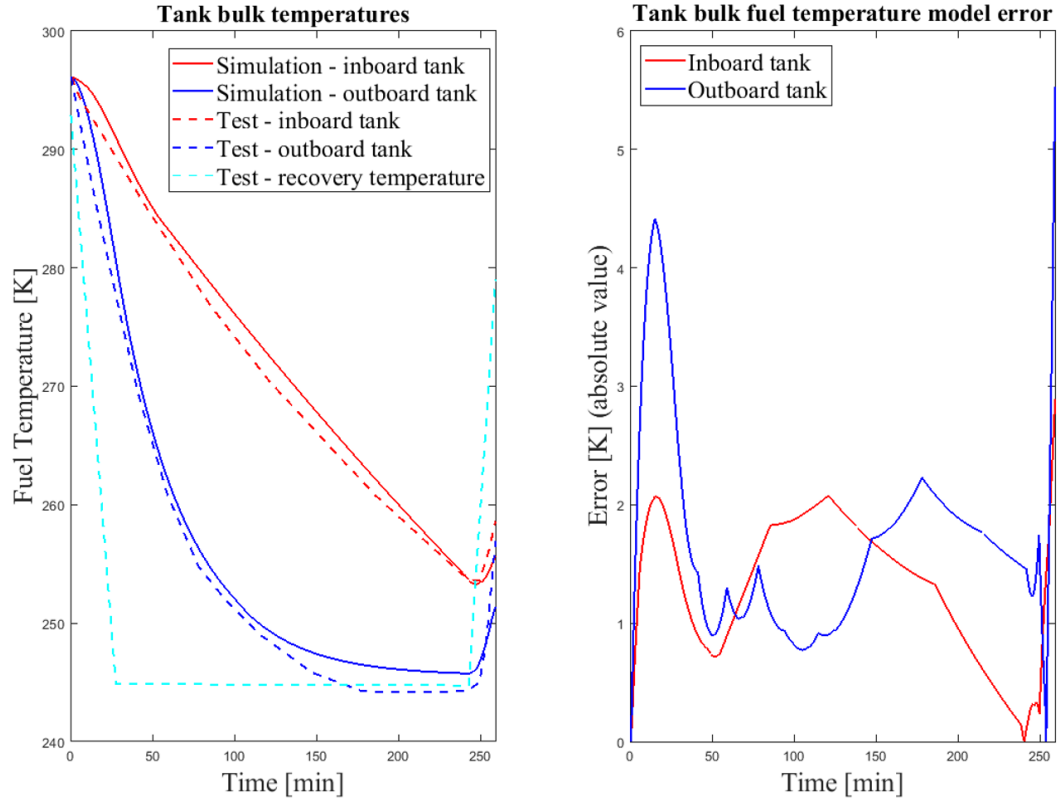 Tank bulk temperatures
300
290
280
270
260
250
240
Fuel Temperature [K]
0
50
100
150
200
250
Time [min]
Simulation - inboard tank
Simulation - outboard tank
Test - inboard tank
Test - outboard tank
Test - recovery temperature
Tank bulk fuel temperature model error
6
5
4
3
2
1
0
Error [K] (absolute value)
0
50
100
150
200
250
Time [min]
Inboard tank
Outboard tank